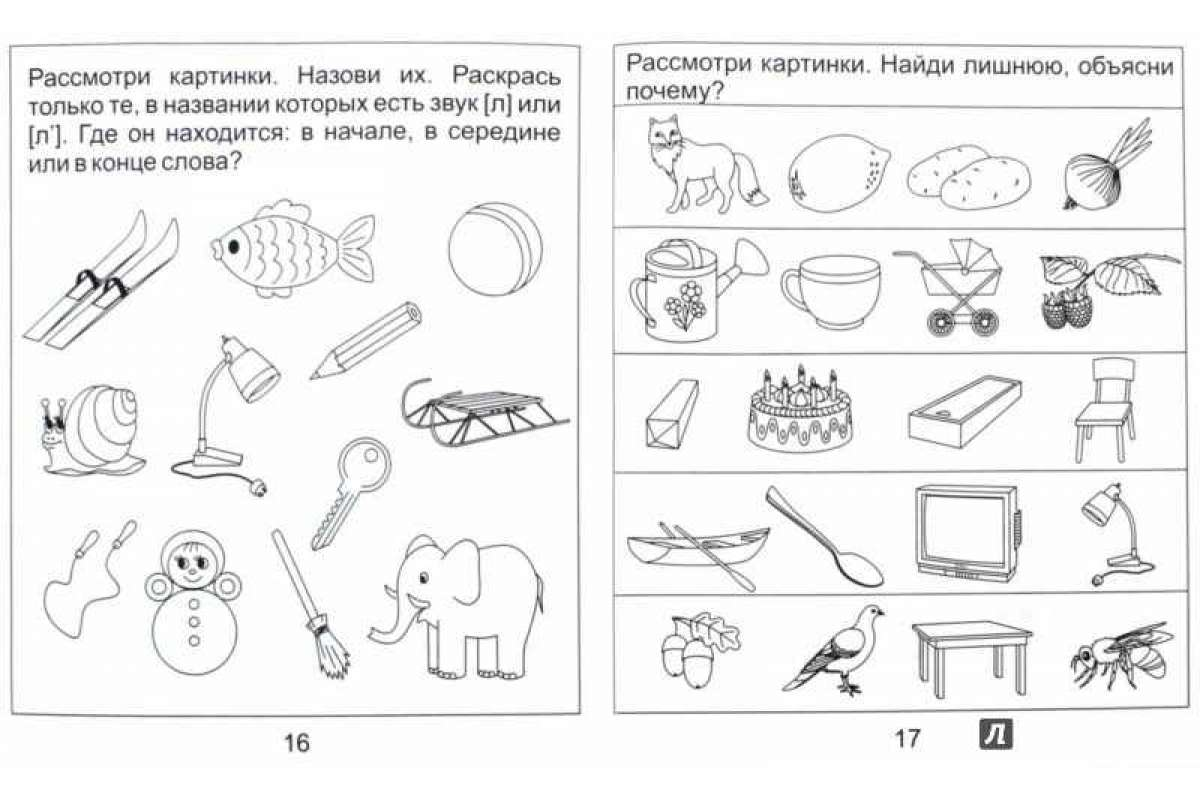 Рассмотри картинки. Назови их. Раскрась
только те, в названии которых есть звук [л] или
[л']. Где он находится: в начале, в середине
или в конце слова?
16
Рассмотри картинки. Найди лишнюю, объясни
почему?
17
Л